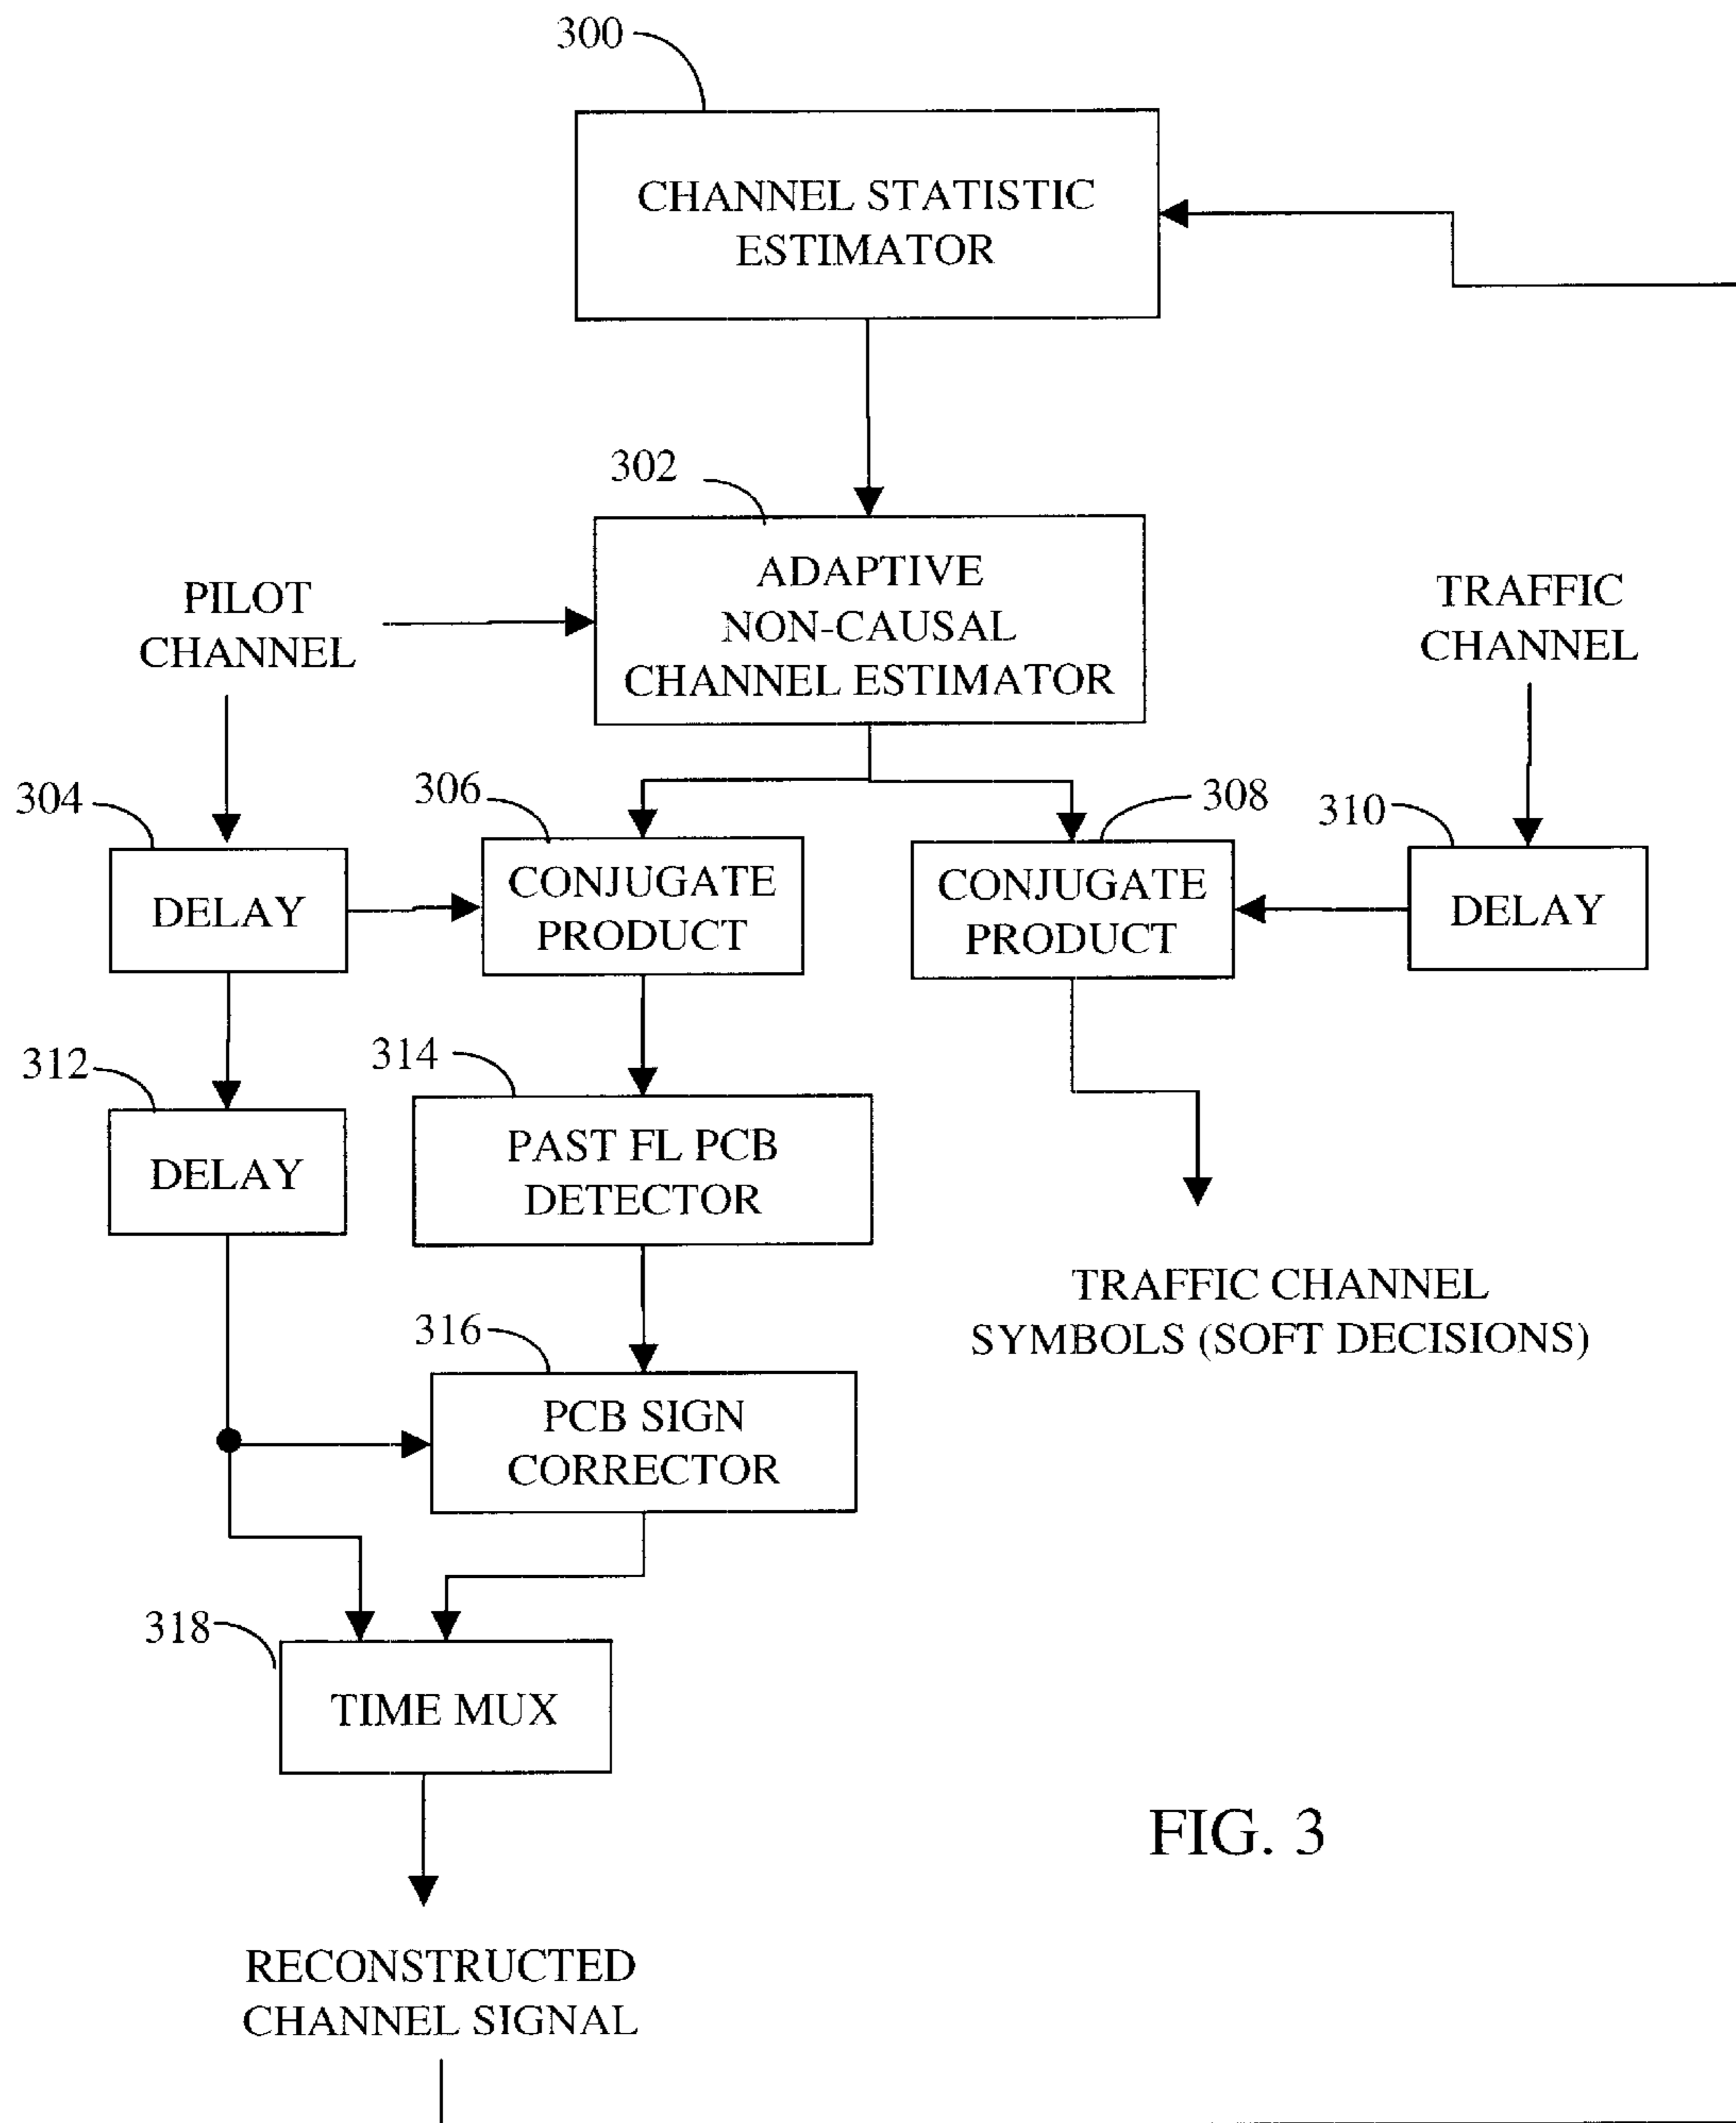 300
CHANNEL STATISTIC
ESTIMATOR
302
ADAPTIVE
NON-CAUSAL
CHANNEL ESTIMATOR
PILOT
CHANNEL
TRAFFIC
CHANNEL
304
DELAY
306
CONJUGATE
PRODUCT
308
CONJUGATE
PRODUCT
310
DELAY
312
DELAY
314
PAST FL PCB
DETECTOR
TRAFFIC CHANNEL
SYMBOLS (SOFT DECISIONS)
316
PCB SIGN
CORRECTOR
318
TIME MUX
FIG. 3
RECONSTRUCTED
CHANNEL SIGNAL